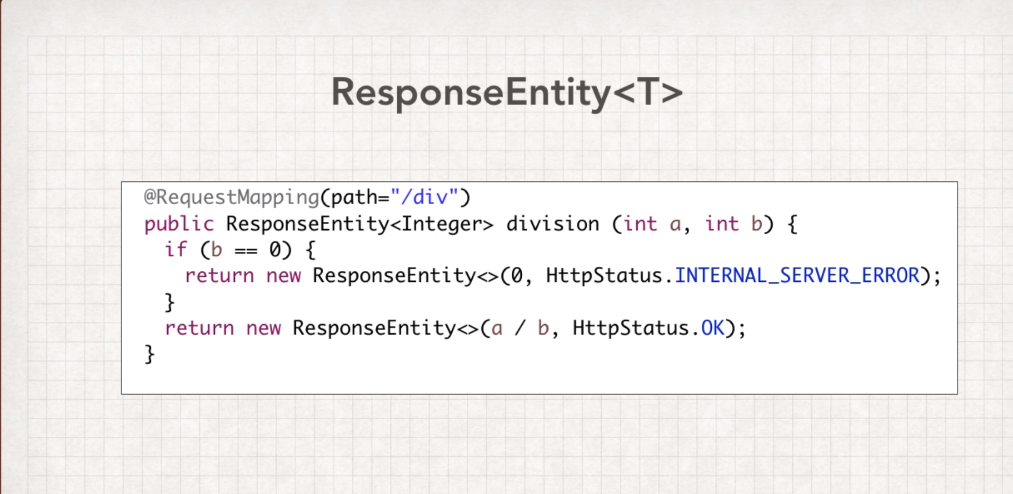 ResponseEntity<T>
@RequestMapping(path="/div")
public ResponseEntity<Integer> division (int a, int b) {
if (b == 0) {
return new ResponseEntity<>(0, HttpStatus.INTERNAL_SERVER_ERROR);
}
return new ResponseEntity<>(a / b, HttpStatus.OK);
}